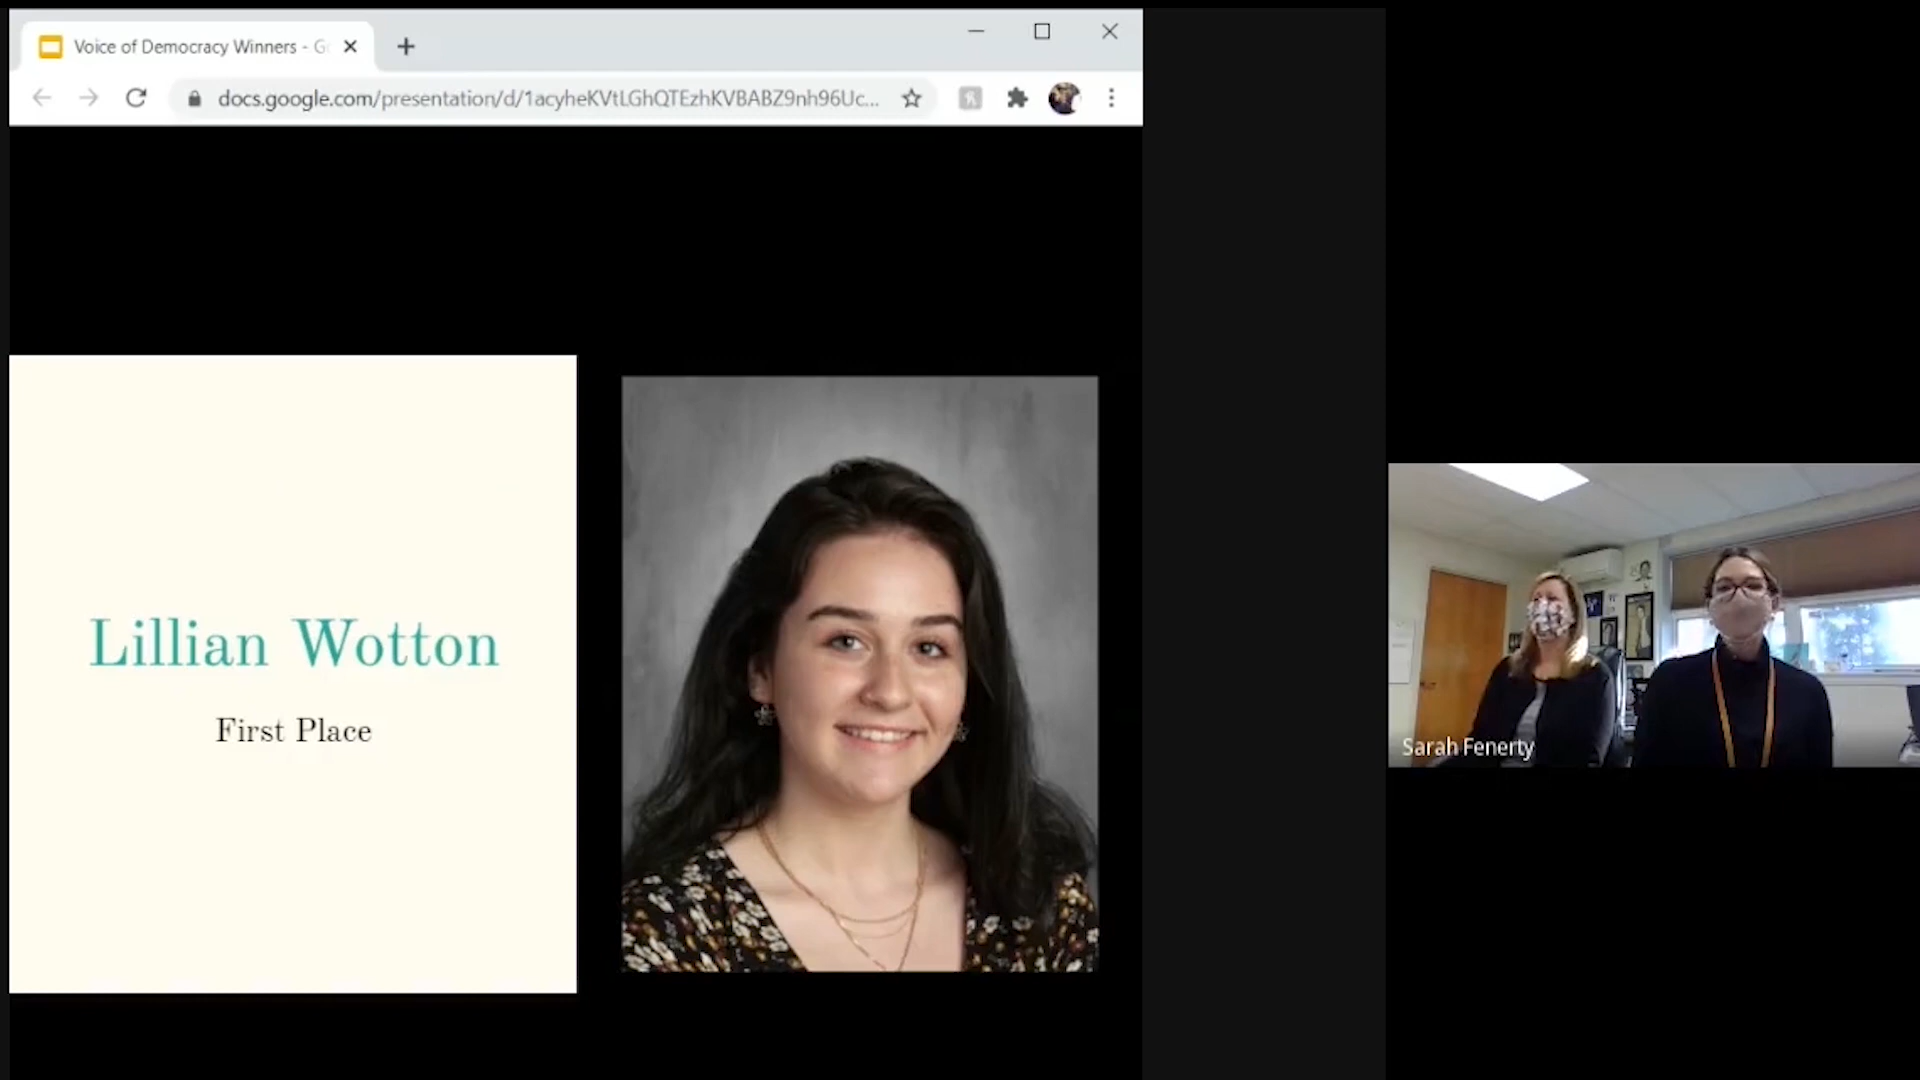 Voice of Democracy Winners - G
docs.google.com/presentation/d/1acyheKVtLGhQTEzhKVBABZ9nh96Uc...
Lillian Wotton
First Place
Sarah Fenerty